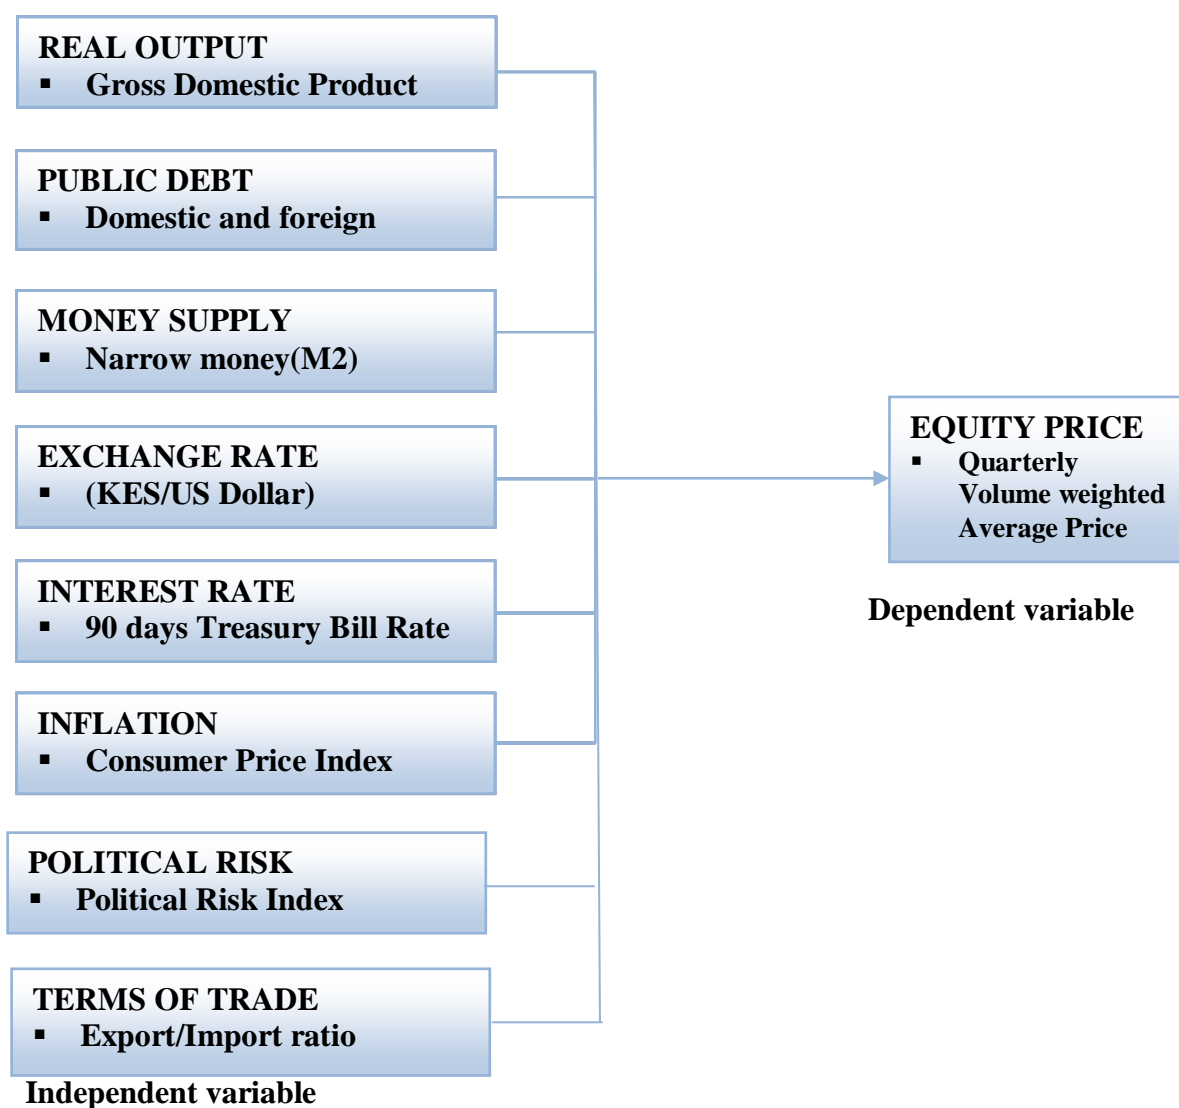 REAL OUTPUT
▪ Gross Domestic Product
PUBLIC DEBT
▪ Domestic and foreign
MONEY SUPPLY
▪ Narrow money(M2)
EXCHANGE RATE
▪ (KES/US Dollar)
INTEREST RATE
▪ 90 days Treasury Bill Rate
INFLATION
▪ Consumer Price Index
POLITICAL RISK
▪ Political Risk Index
TERMS OF TRADE
▪ Export/Import ratio
Independent variable
EQUITY PRICE
▪ Quarterly
Volume weighted
Average Price
Dependent variable